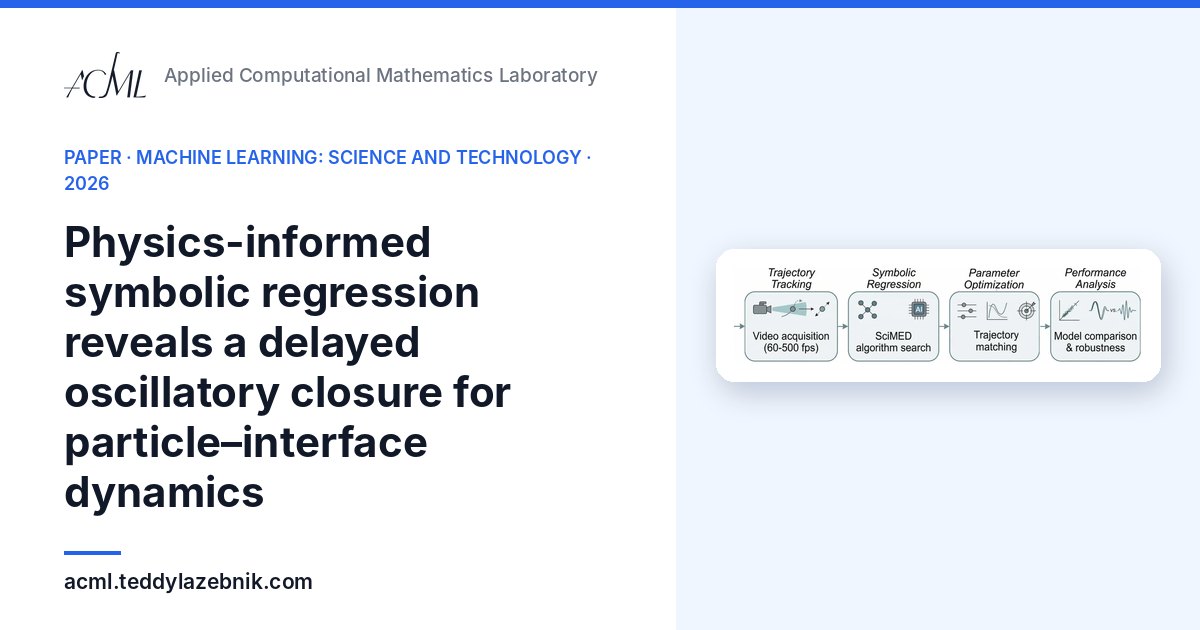 ACML
Applied Computational Mathematics Laboratory
PAPER · MACHINE LEARNING: SCIENCE AND TECHNOLOGY ·
2026
Physics-informed
symbolic regression
reveals a delayed
oscillatory closure for
particle–interface
dynamics
acml.teddylazebnik.com
Trajectory
Tracking
Video acquisition
(60-500 fps)
Symbolic
Regression
AI
SciMED
algorithm search
Parameter
Optimization
Trajectory
matching
Performance
Analysis
vs.
Model comparison
& robustness